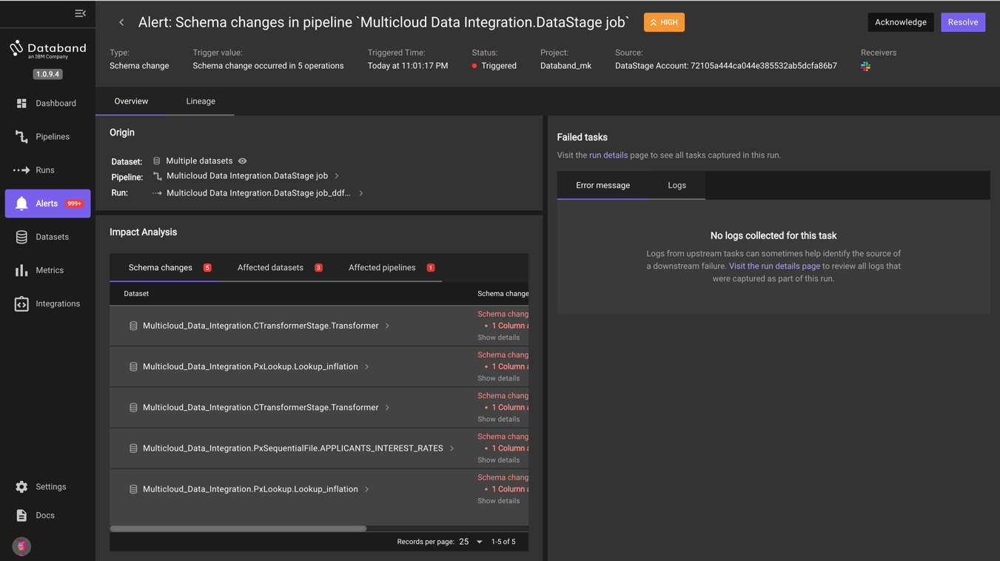 Databand
an IBM Company
1.0.9.4
Dashboard
Pipelines
Runs
Alerts 999+
Datasets
Metrics
Integrations
Settings
Docs
Alert: Schema changes in pipeline `Multicloud Data Integration.DataStage job`
HIGH
Acknowledge
Resolve
Type:
Schema change
Trigger value:
Schema change occurred in 5 operations
Triggered Time:
Today at 11:01:17 PM
Status:
Triggered
Project:
Databand_mk
Source:
DataStage Account: 72105a444ca044e385532ab5dcfa86b7
Receivers
Overview
Lineage
Origin
Dataset: Multiple datasets
Pipeline: Multicloud Data Integration.DataStage job
Run: Multicloud Data Integration.DataStage job_ddf...
Impact Analysis
Schema changes 5
Affected datasets 3
Affected pipelines 1
Dataset
Schema change
Multicloud_Data_Integration.CTransformerStage.Transformer
Schema chang
• 1 Column a
Show details
Multicloud_Data_Integration.PxLookup.Lookup_inflation
Schema chang
• 1 Column a
Show details
Multicloud_Data_Integration.CTransformerStage.Transformer
Schema chang
• 1 Column a
Show details
Multicloud_Data_Integration.PxSequentialFile.APPLICANTS_INTEREST_RATES
Schema chang
• 1 Column a
Show details
Multicloud_Data_Integration.PxLookup.Lookup_inflation
Schema chang
• 1 Column a
Show details
Records per page: 25
1-5 of 5
Failed tasks
Visit the run details page to see all tasks captured in this run.
Error message
Logs
No logs collected for this task
Logs from upstream tasks can sometimes help identify the source of
a downstream failure. Visit the run details page to review all logs that
were captured as part of this run.